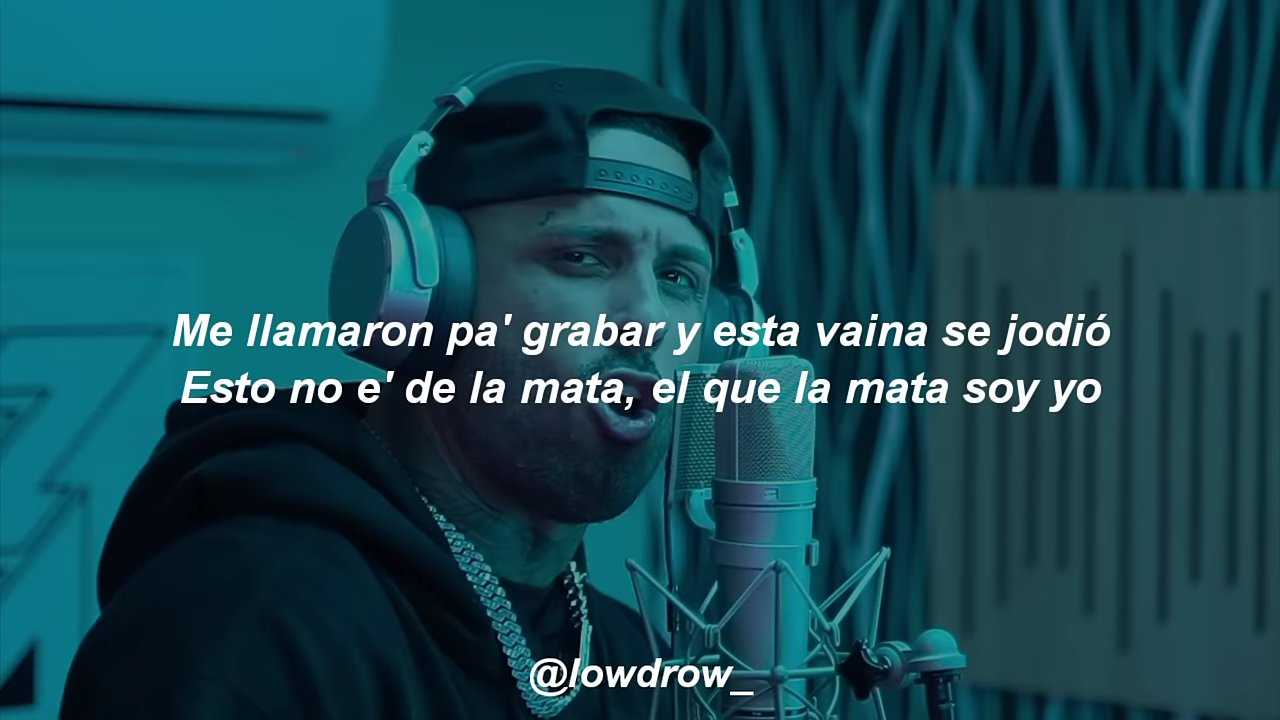 Me llamaron pa' grabar y esta vaina se jodió
Esto no e' de la mata, el que la mata soy yo
@lowdrow_